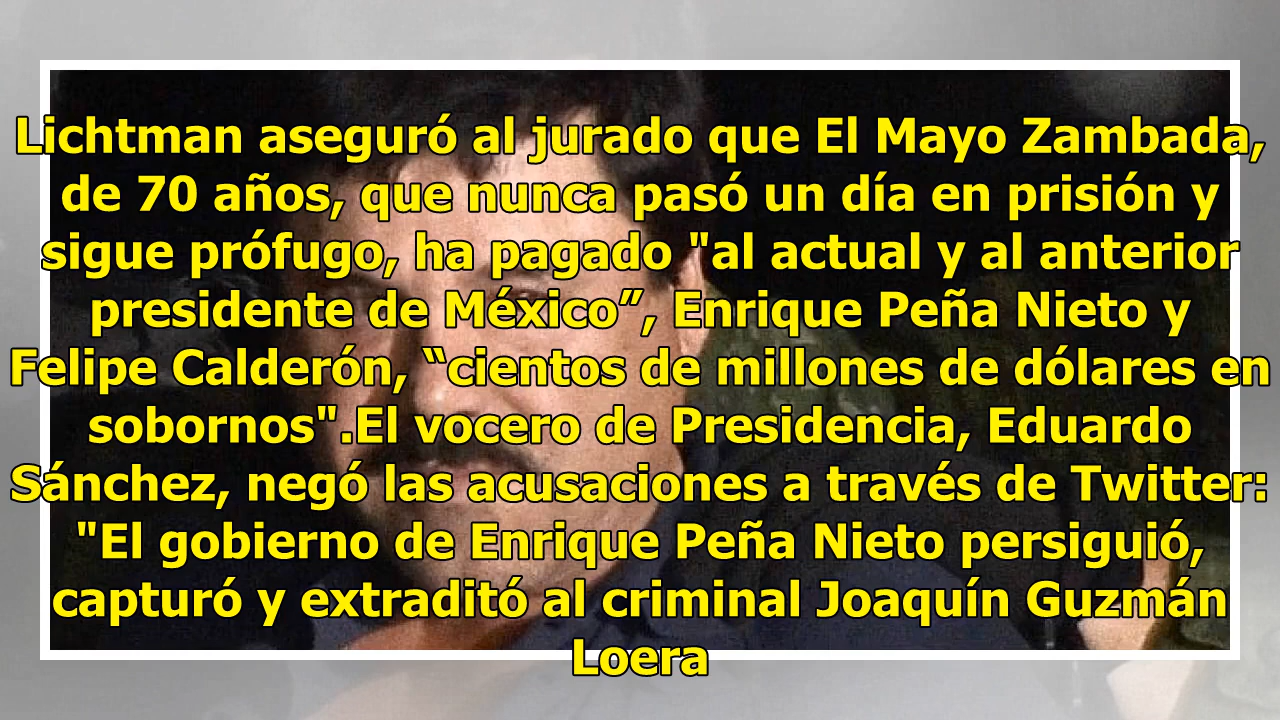 Lichtman aseguró al jurado que El Mayo Zambada,
de 70 años, que nunca pasó un día en prisión y
sigue prófugo, ha pagado "al actual y al anterior
presidente de México”, Enrique Peña Nieto y
Felipe Calderón, “cientos de millones de dólares en
sobornos".El vocero de Presidencia, Eduardo
Sánchez, negó las acusaciones a través de Twitter:
"El gobierno de Enrique Peña Nieto persiguió,
capturó y extraditó al criminal Joaquín Guzmán
Loera